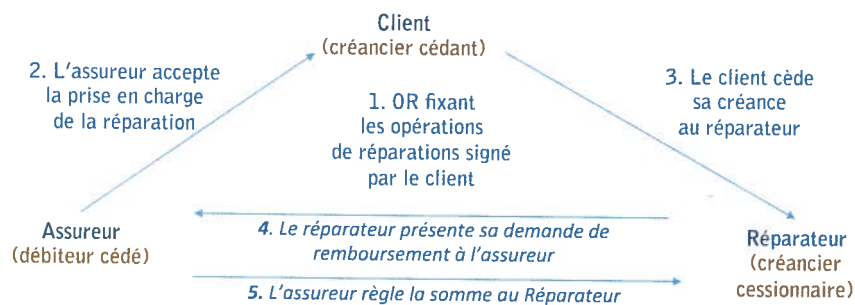 Client
(créancier cédant)
2. L'assureur accepte
la prise en charge
de la réparation
1. OR fixant
les opérations
de réparations signé
par le client
3. Le client cède
sa créance
au réparateur
Assureur
(débiteur cédé)
4. Le réparateur présente sa demande de
remboursement à l'assureur
5. L'assureur règle la somme au Réparateur
Réparateur
(créancier
cessionnaire)